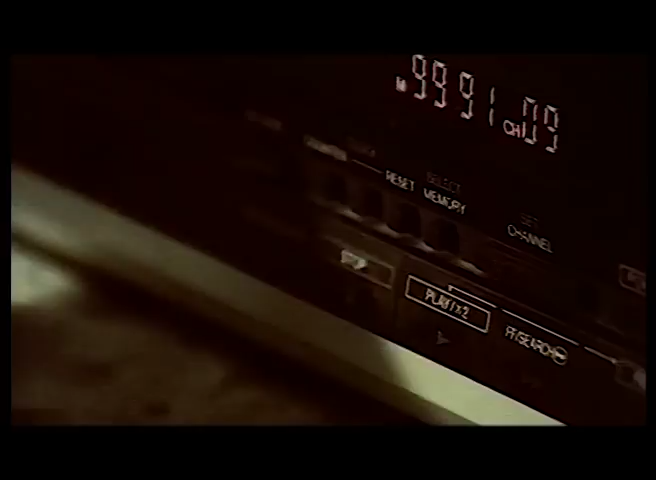 M 9991 CH 09
RESET
SELECT
MEMORY
SET
CHANNEL
STOP
PLAY/X2
FF/SEARCH